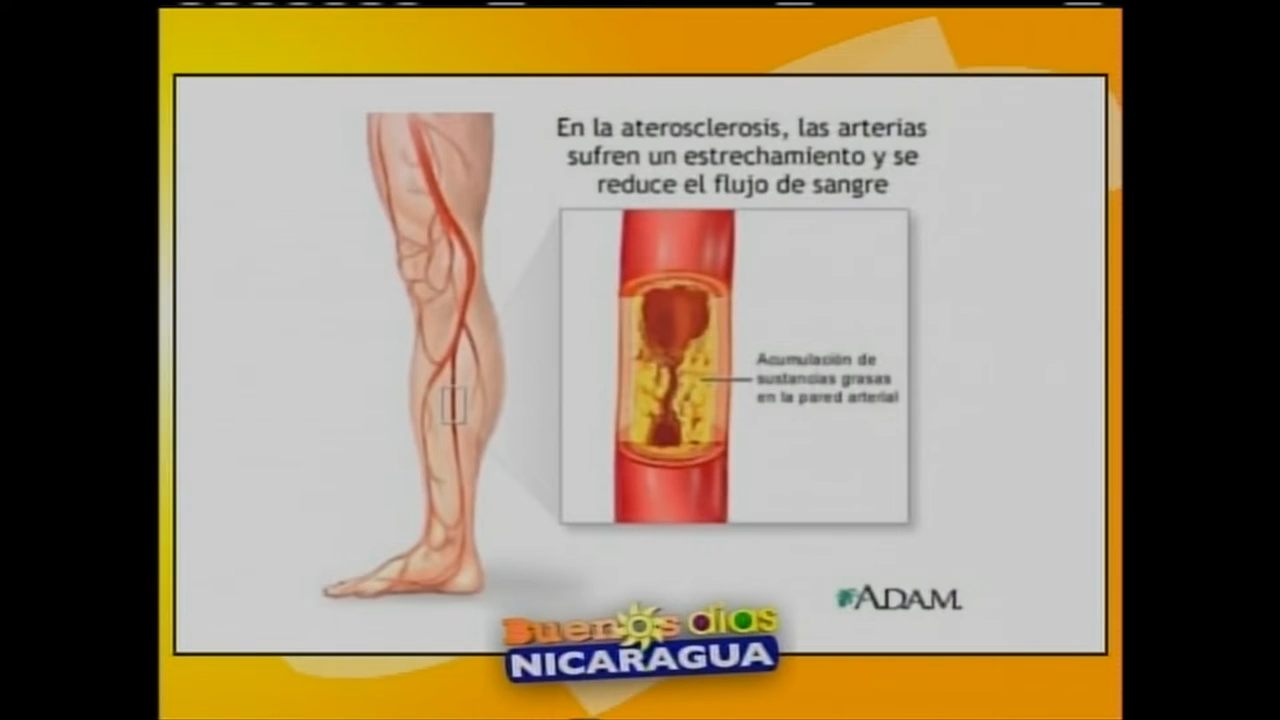 En la aterosclerosis, las arterias
sufren un estrechamiento y se
reduce el flujo de sangre
Acumulación de
sustancias grasas
en la pared arterial
ADAM.
Buenos días
NICARAGUA